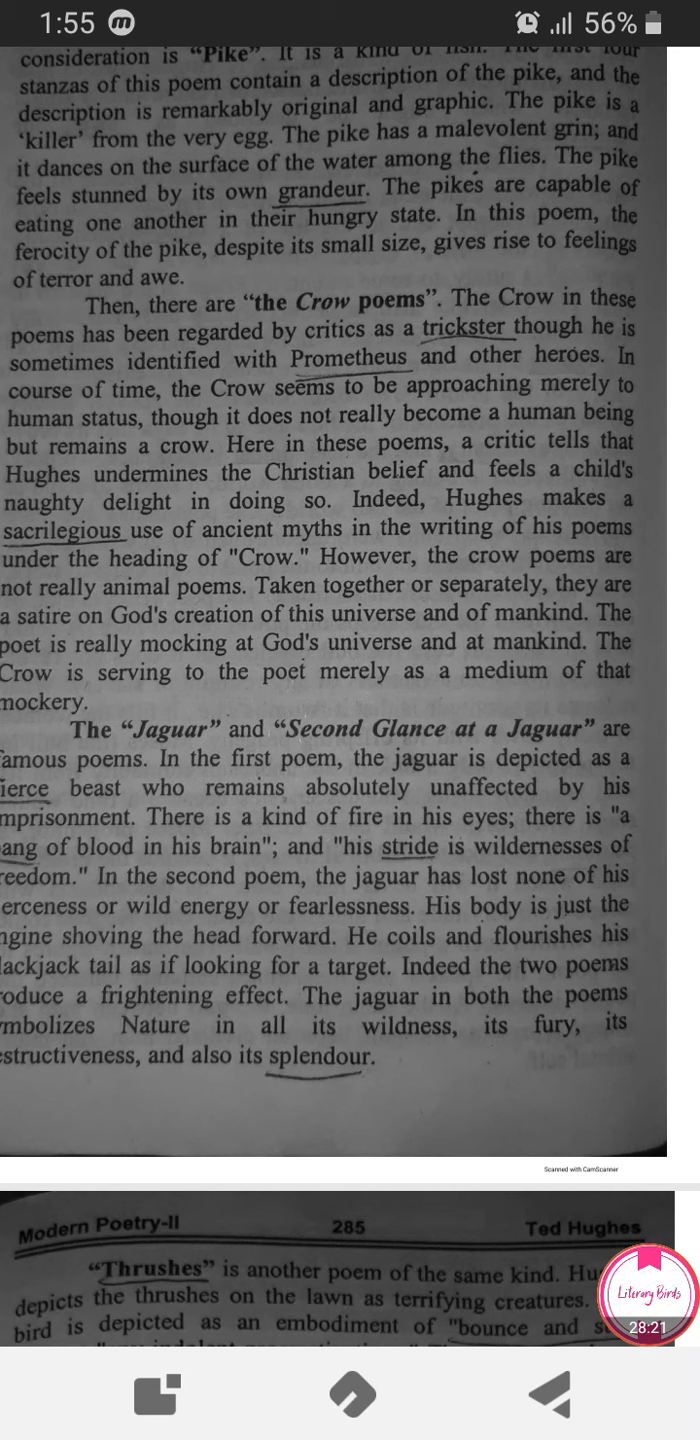 1:55 m 56%
consideration is “Pike”. It is a kind of fish. The first four
stanzas of this poem contain a description of the pike, and the
description is remarkably original and graphic. The pike is a
‘killer’ from the very egg. The pike has a malevolent grin; and
it dances on the surface of the water among the flies. The pike
feels stunned by its own grandeur. The pikes are capable of
eating one another in their hungry state. In this poem, the
ferocity of the pike, despite its small size, gives rise to feelings
of terror and awe.
Then, there are “the Crow poems”. The Crow in these
poems has been regarded by critics as a trickster though he is
sometimes identified with Prometheus and other heroes. In
course of time, the Crow seems to be approaching merely to
human status, though it does not really become a human being
but remains a crow. Here in these poems, a critic tells that
Hughes undermines the Christian belief and feels a child's
naughty delight in doing so. Indeed, Hughes makes a
sacrilegious use of ancient myths in the writing of his poems
under the heading of "Crow." However, the crow poems are
not really animal poems. Taken together or separately, they are
a satire on God's creation of this universe and of mankind. The
poet is really mocking at God's universe and at mankind. The
Crow is serving to the poet merely as a medium of that
mockery.
The “Jaguar” and “Second Glance at a Jaguar” are
amous poems. In the first poem, the jaguar is depicted as a
ierce beast who remains absolutely unaffected by his
mprisonment. There is a kind of fire in his eyes; there is "a
ang of blood in his brain"; and "his stride is wildernesses of
reedom." In the second poem, the jaguar has lost none of his
erceness or wild energy or fearlessness. His body is just the
ngine shoving the head forward. He coils and flourishes his
lackjack tail as if looking for a target. Indeed the two poems
roduce a frightening effect. The jaguar in both the poems
mbolizes Nature in all its wildness, its fury, its
estructiveness, and also its splendour.
Scanned with CamScanner
Modern Poetry-II 285 Ted Hughes
“Thrushes” is another poem of the same kind. Hu
depicts the thrushes on the lawn as terrifying creatures.
bird is depicted as an embodiment of "bounce and s
Literary Birds
28:21